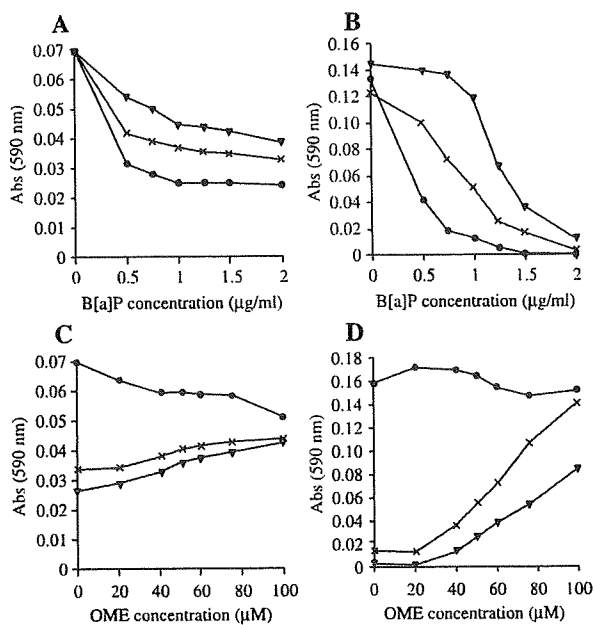 A
0.07
0.06
0.05
0.04
0.03
0.02
0.01
0
Abs (590 nm)
0 0.5 1 1.5 2
B[a]P concentration (μg/ml)
B
0.16
0.14
0.12
0.10
0.08
0.06
0.04
0.02
0
Abs (590 nm)
0 0.5 1 1.5 2
B[a]P concentration (μg/ml)
C
0.07
0.06
0.05
0.04
0.03
0.02
0.01
0
Abs (590 nm)
0 20 40 60 80 100
OME concentration (μM)
D
0.18
0.16
0.14
0.12
0.10
0.08
0.06
0.04
0.02
0
Abs (590 nm)
0 20 40 60 80 100
OME concentration (μM)